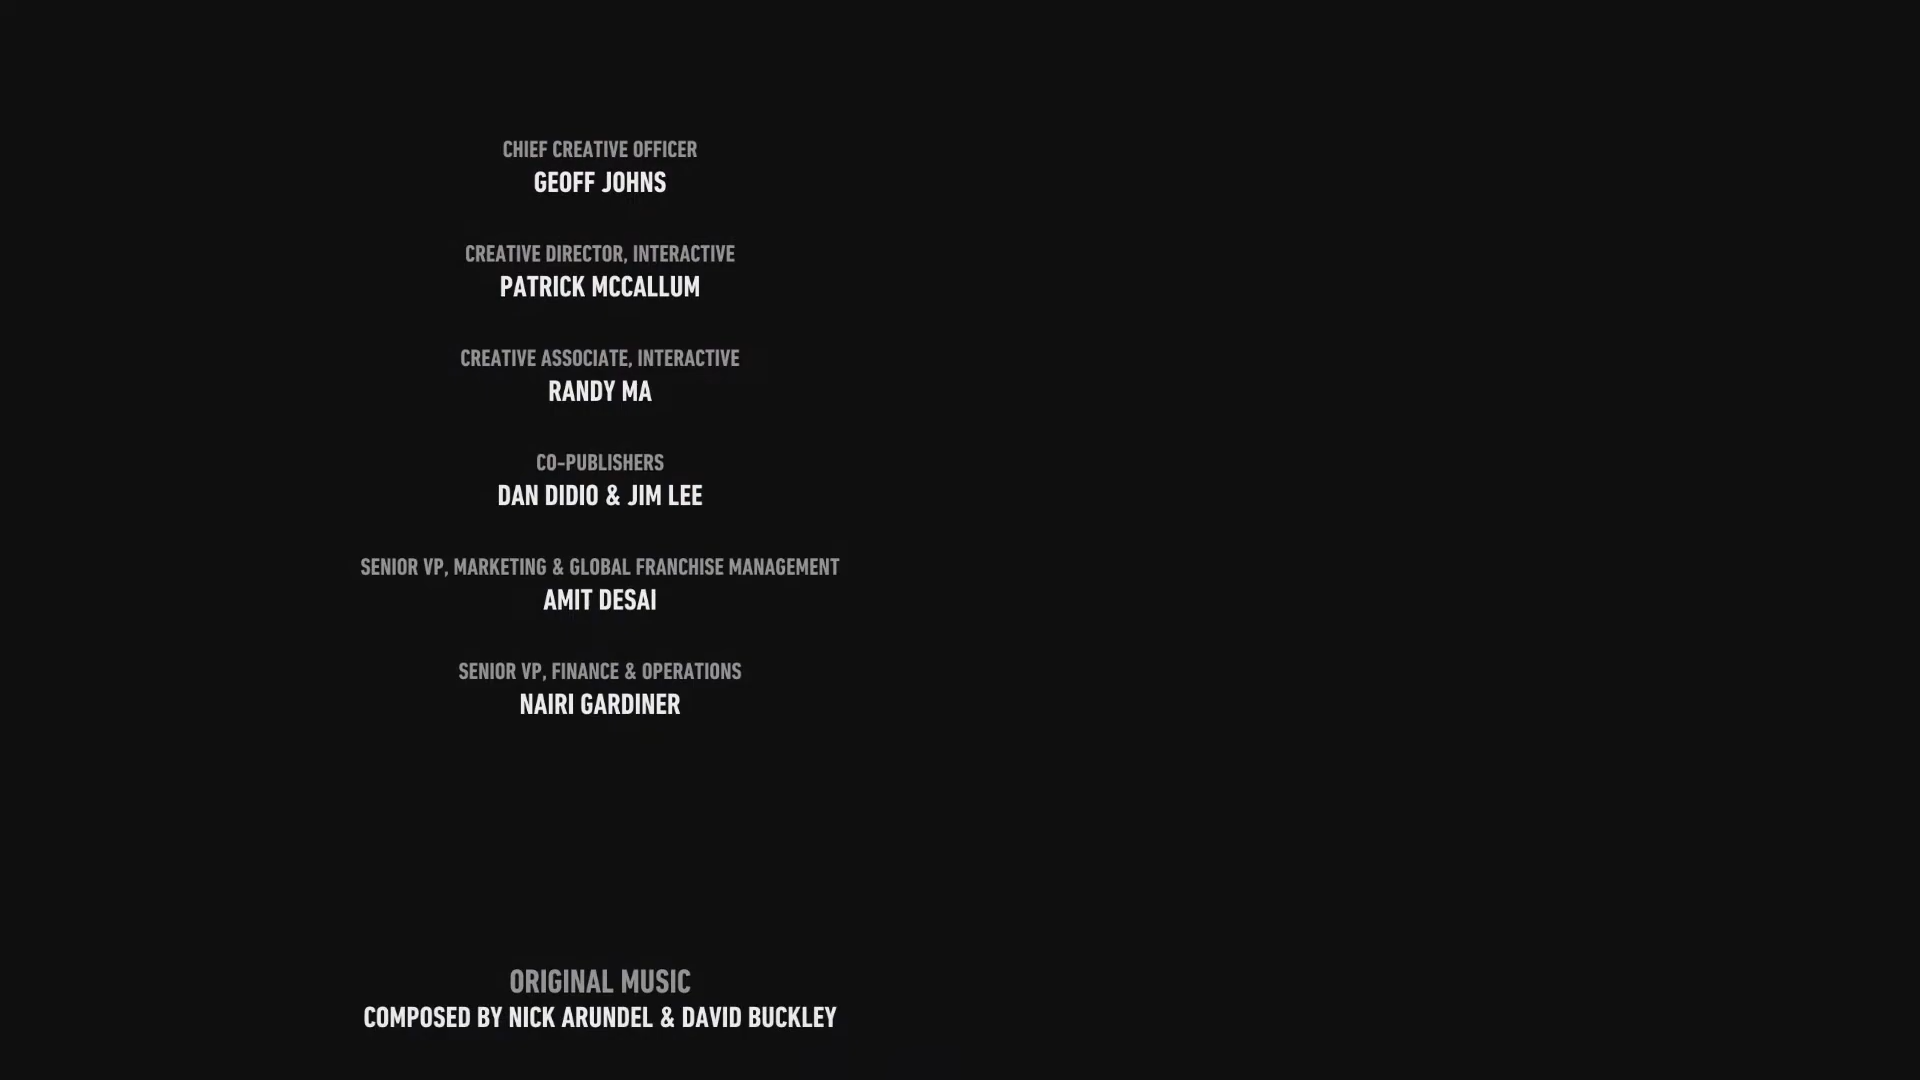 CHIEF CREATIVE OFFICER
GEOFF JOHNS
CREATIVE DIRECTOR, INTERACTIVE
PATRICK MCCALLUM
CREATIVE ASSOCIATE, INTERACTIVE
RANDY MA
CO-PUBLISHERS
DAN DIDIO & JIM LEE
SENIOR VP, MARKETING & GLOBAL FRANCHISE MANAGEMENT
AMIT DESAI
SENIOR VP, FINANCE & OPERATIONS
NAIRI GARDINER
ORIGINAL MUSIC
COMPOSED BY NICK ARUNDEL & DAVID BUCKLEY